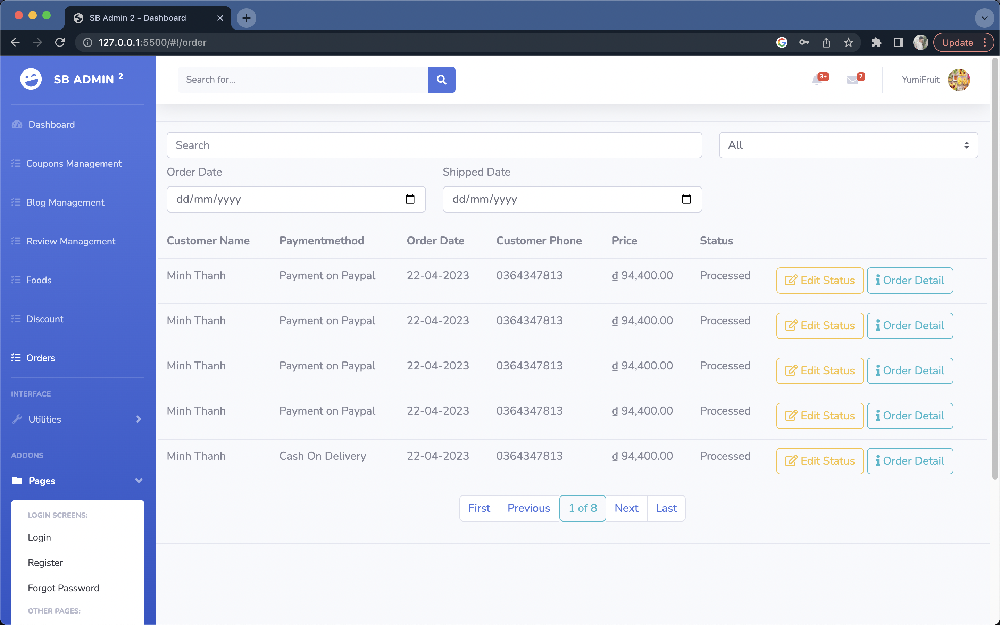 SB Admin 2 - Dashboard
127.0.0.1:5500/#!/order
Update
SB ADMIN 2
Search for...
3+
7
YumiFruit
Dashboard
Coupons Management
Blog Management
Review Management
Foods
Discount
Orders
INTERFACE
Utilities
ADDONS
Pages
LOGIN SCREENS:
Login
Register
Forgot Password
OTHER PAGES:
Search
All
Order Date
Shipped Date
dd/mm/yyyy
dd/mm/yyyy
Customer Name Paymentmethod Order Date Customer Phone Price Status
Minh Thanh Payment on Paypal 22-04-2023 0364347813 ₫ 94,400.00 Processed Edit Status Order Detail
Minh Thanh Payment on Paypal 22-04-2023 0364347813 ₫ 94,400.00 Processed Edit Status Order Detail
Minh Thanh Payment on Paypal 22-04-2023 0364347813 ₫ 94,400.00 Processed Edit Status Order Detail
Minh Thanh Payment on Paypal 22-04-2023 0364347813 ₫ 94,400.00 Processed Edit Status Order Detail
Minh Thanh Cash On Delivery 22-04-2023 0364347813 ₫ 94,400.00 Processed Edit Status Order Detail
First Previous 1 of 8 Next Last